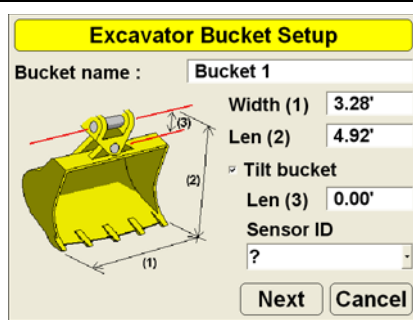 Excavator Bucket Setup
Bucket name : Bucket 1
Width (1) 3.28'
(3)
Len (2) 4.92'
Tilt bucket
(2)
Len (3) 0.00'
Sensor ID
(1)
?
Next Cancel